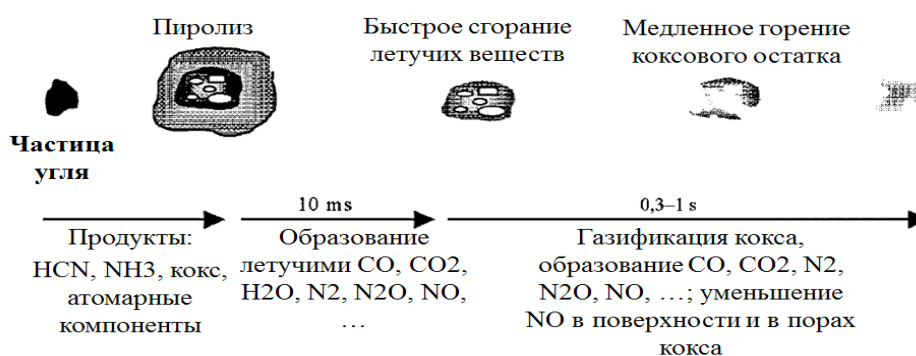 Пиролиз
Быстрое сгорание
летучих веществ
Медленное горение
коксового остатка
Частица
угля
10 ms
0,3–1 s
Продукты:
HCN, NH3, кокс,
атомарные
компоненты
Образование
летучими CO, CO2,
H2O, N2, N2O, NO,
…
Газификация кокса,
образование CO, CO2, N2,
N2O, NO, …; уменьшение
NO в поверхности и в порах
кокса